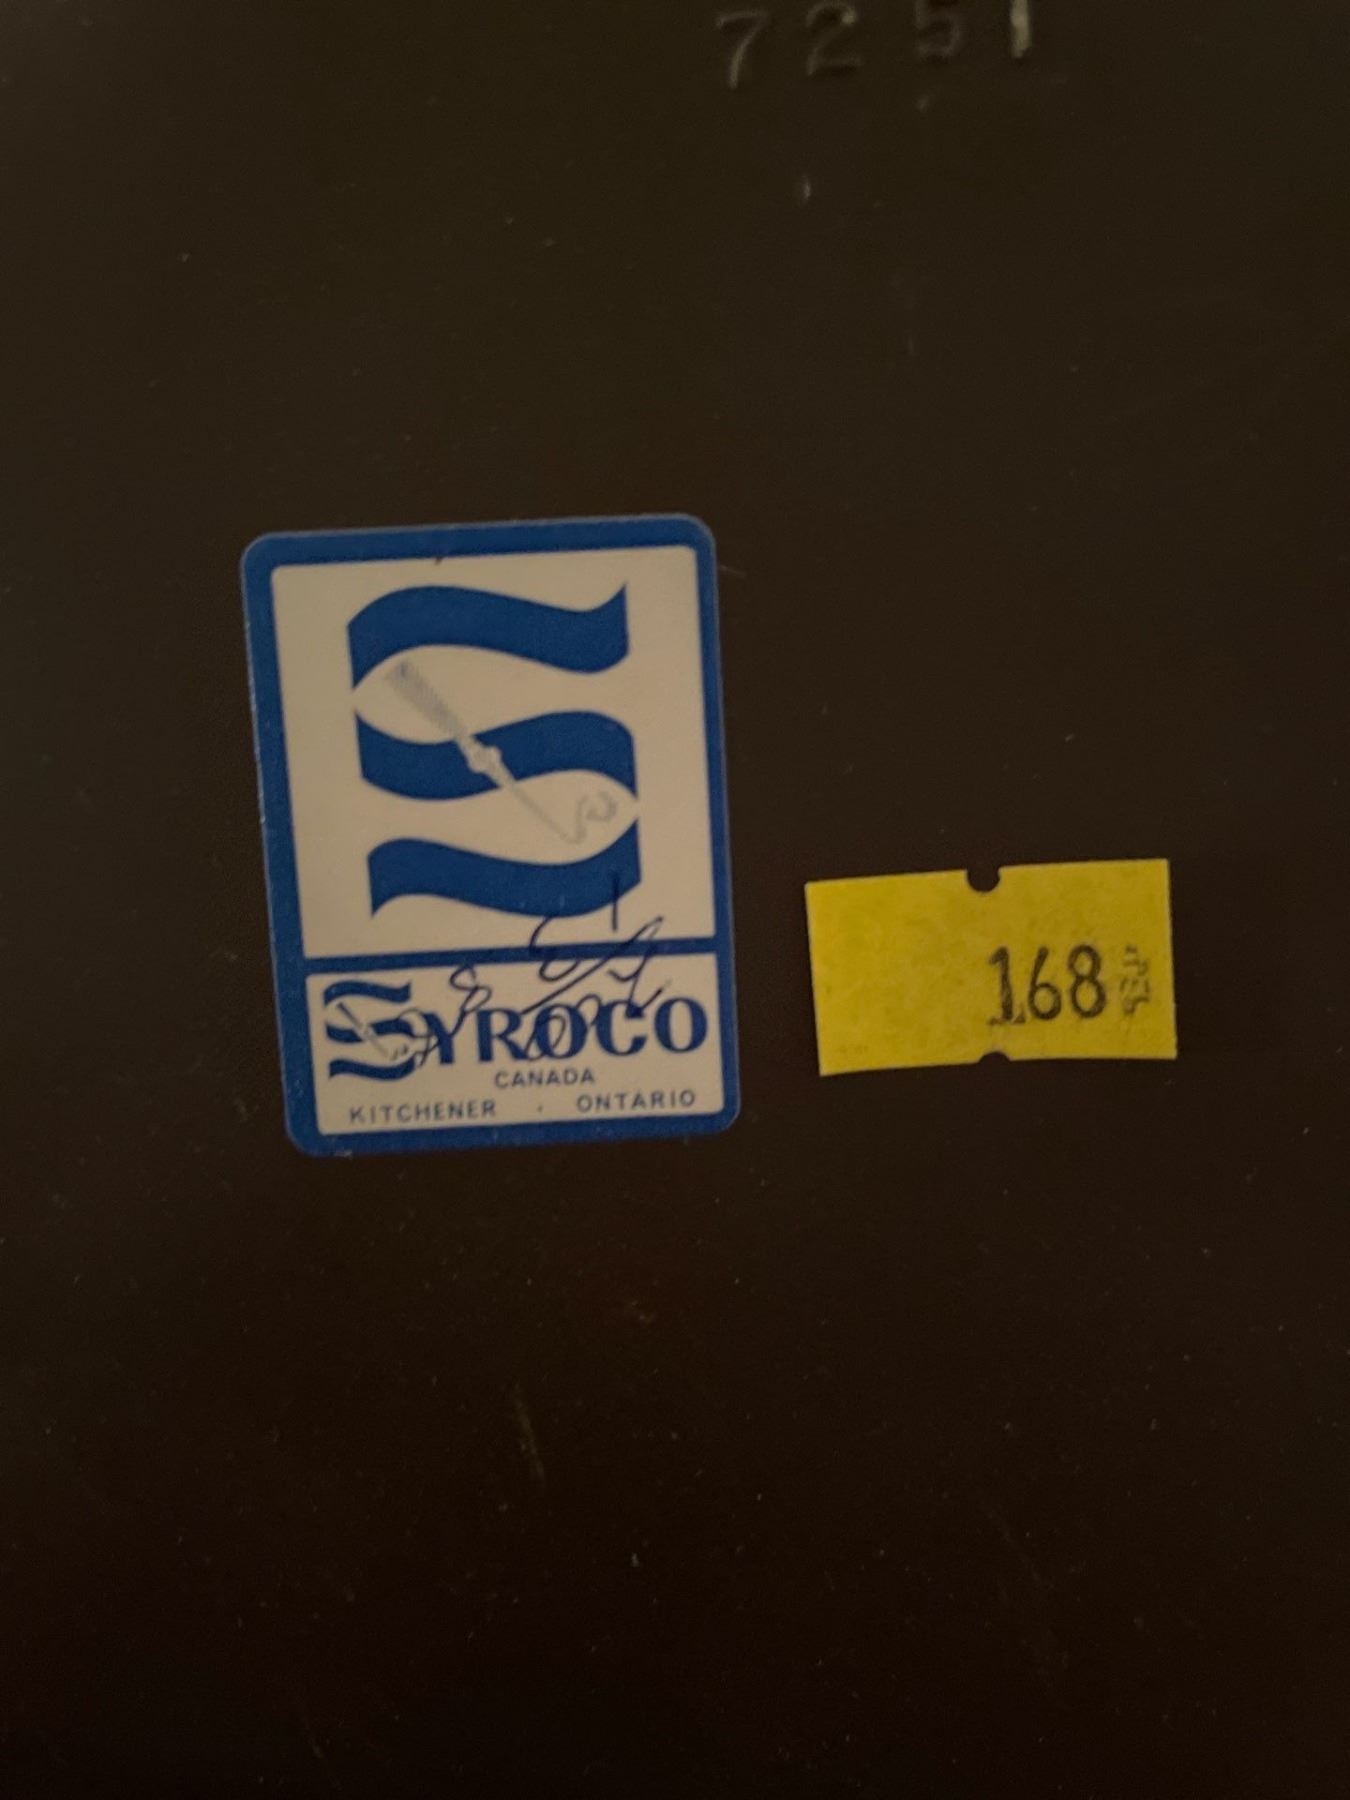 7251
SYROCO
CANADA
KITCHENER . ONTARIO
168